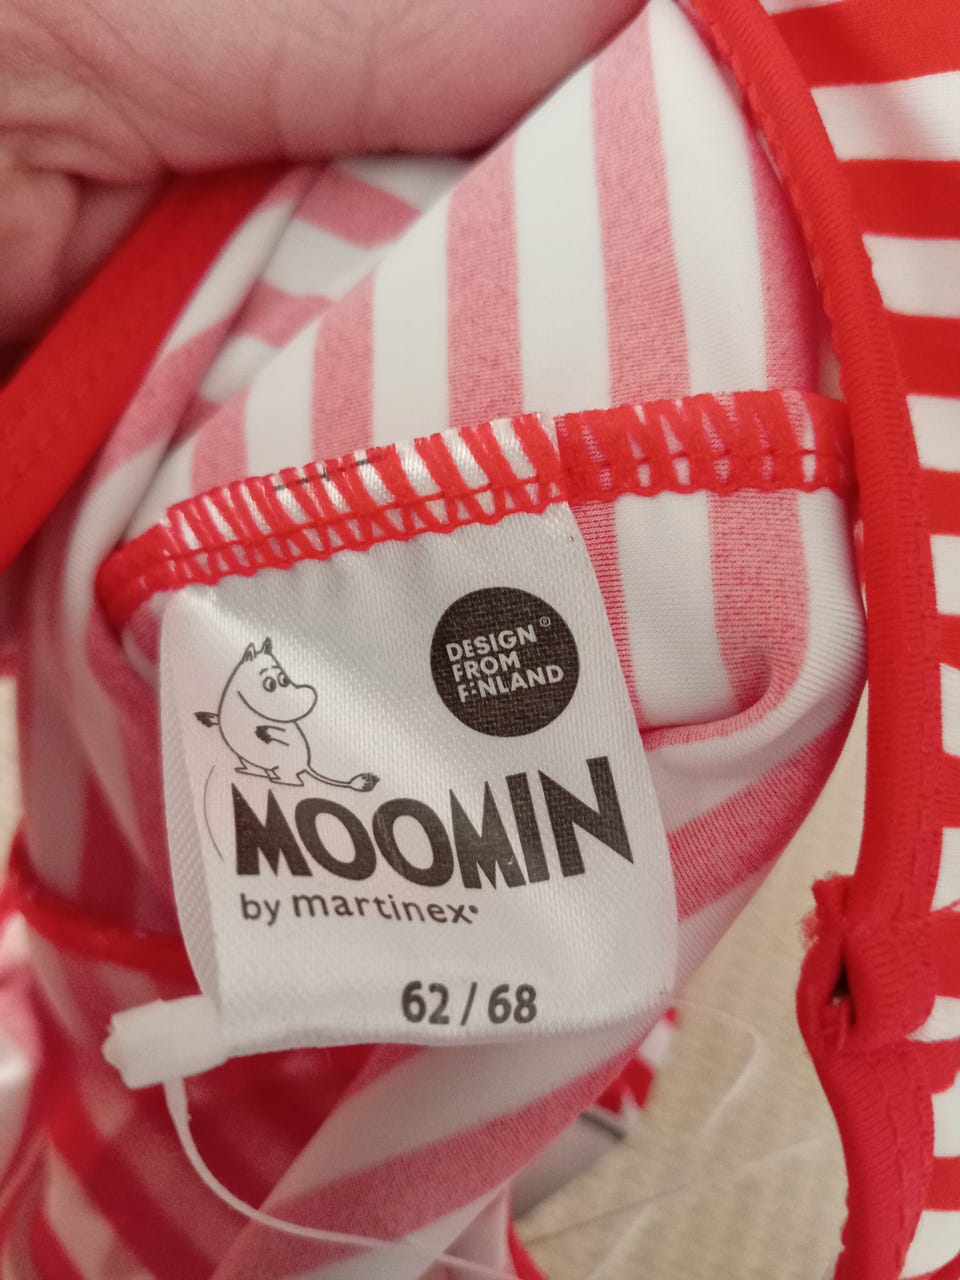 DESIGN®
FROM
FINLAND
MOOMIN
by martinex
62 / 68